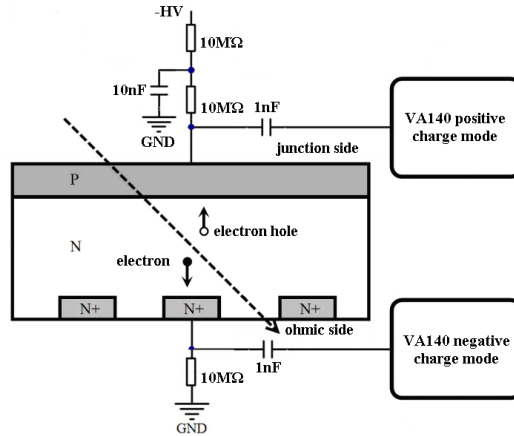 -HV
10MΩ
10nF
10MΩ
1nF
GND
junction side
VA140 positive
charge mode
P
N
electron hole
electron
N+
N+
N+
ohmic side
1nF
10MΩ
GND
VA140 negative
charge mode